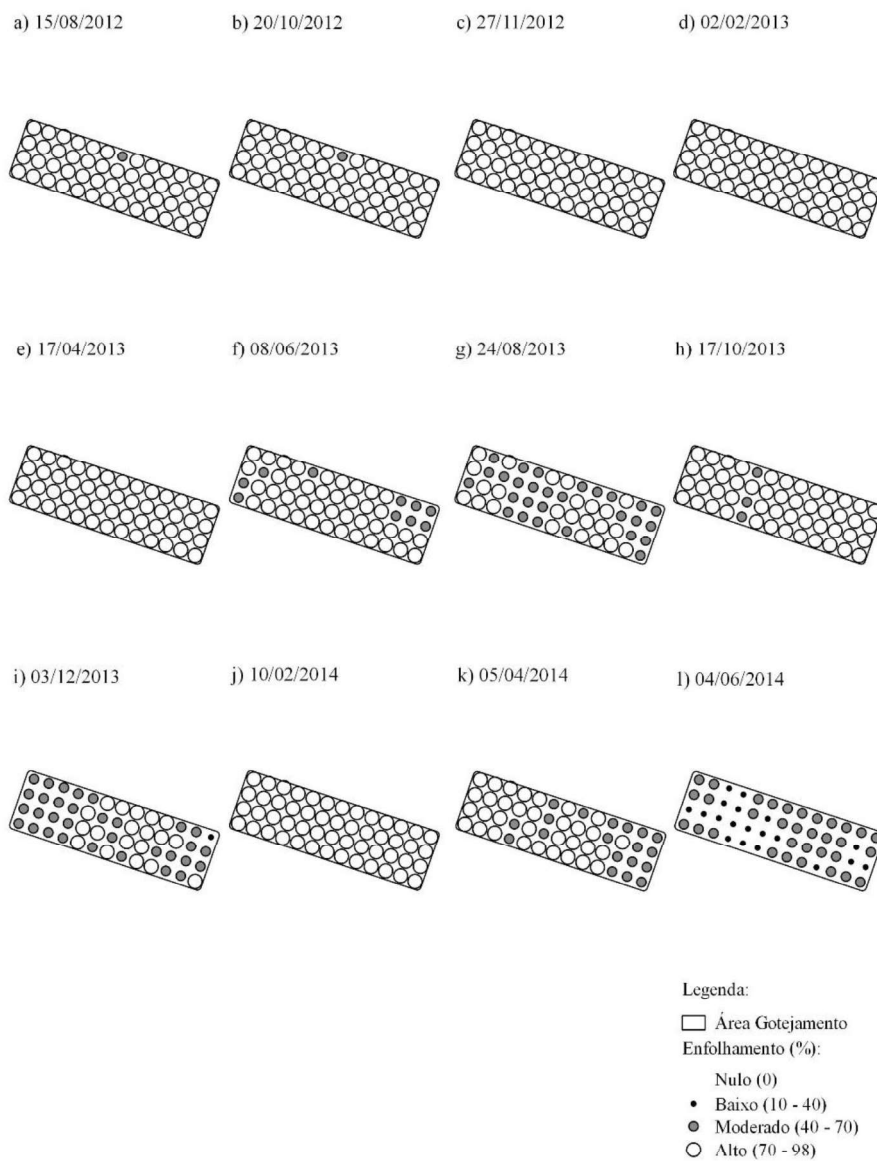 a) 15/08/2012
b) 20/10/2012
c) 27/11/2012
d) 02/02/2013
e) 17/04/2013
f) 08/06/2013
g) 24/08/2013
h) 17/10/2013
i) 03/12/2013
j) 10/02/2014
k) 05/04/2014
l) 04/06/2014
Legenda:
Área Gotejamento
Enfolhamento (%):
Nulo (0)
Baixo (10 - 40)
Moderado (40 - 70)
Alto (70 - 98)